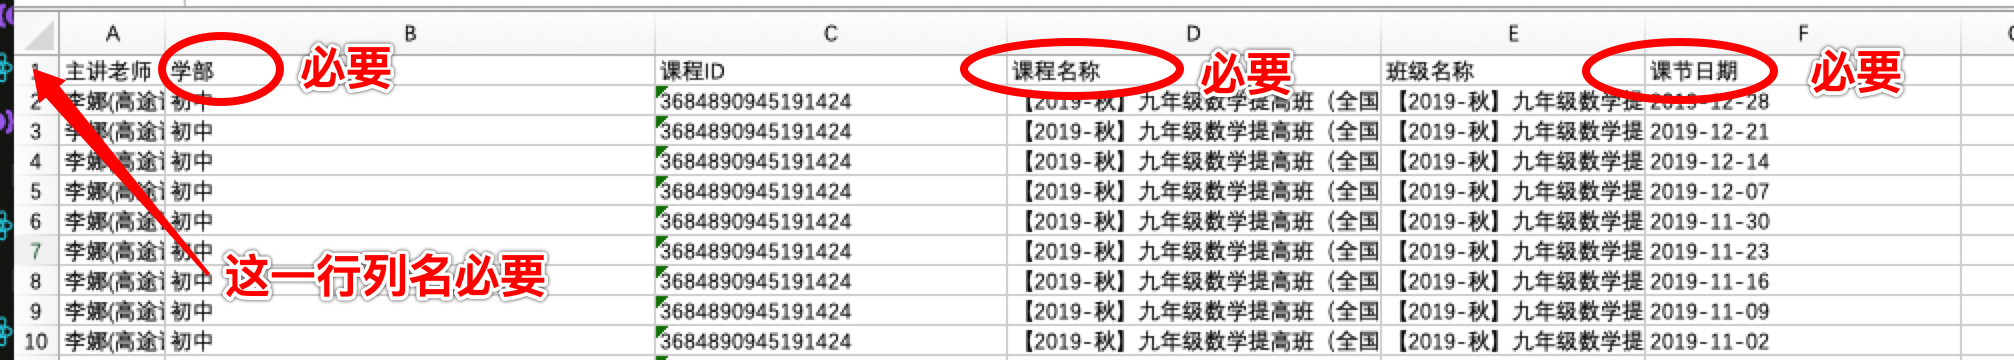 A B C D E F
1 主讲老师 学部 必要 课程ID 课程名称 必要 班级名称 课节日期 必要
2 李娜(高途 初中 3684890945191424 【2019-秋】九年级数学提高班（全国 【2019-秋】九年级数学提 2019-12-28
3 李娜(高途 初中 3684890945191424 【2019-秋】九年级数学提高班（全国 【2019-秋】九年级数学提 2019-12-21
4 李娜(高途 初中 3684890945191424 【2019-秋】九年级数学提高班（全国 【2019-秋】九年级数学提 2019-12-14
5 李娜(高途 初中 3684890945191424 【2019-秋】九年级数学提高班（全国 【2019-秋】九年级数学提 2019-12-07
6 李娜(高途 初中 3684890945191424 【2019-秋】九年级数学提高班（全国 【2019-秋】九年级数学提 2019-11-30
7 李娜(高途 初中 3684890945191424 【2019-秋】九年级数学提高班（全国 【2019-秋】九年级数学提 2019-11-23
这一行列名必要
8 李娜(高途 初中 3684890945191424 【2019-秋】九年级数学提高班（全国 【2019-秋】九年级数学提 2019-11-16
9 李娜(高途 初中 3684890945191424 【2019-秋】九年级数学提高班（全国 【2019-秋】九年级数学提 2019-11-09
10 李娜(高途 初中 3684890945191424 【2019-秋】九年级数学提高班（全国 【2019-秋】九年级数学提 2019-11-02